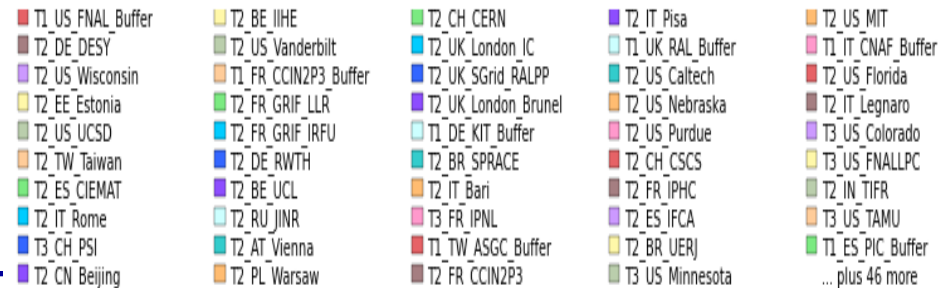 T1_US_FNAL_Buffer T2_BE_IIHE T2_CH_CERN T2_IT_Pisa T2_US_MIT
T2_DE_DESY T2_US_Vanderbilt T2_UK_London_IC T1_UK_RAL_Buffer T1_IT_CNAF_Buffer
T2_US_Wisconsin T1_FR_CCIN2P3_Buffer T2_UK_SGrid_RALPP T2_US_Caltech T2_US_Florida
T2_EE_Estonia T2_FR_GRIF_LLR T2_UK_London_Brunel T2_US_Nebraska T2_IT_Legnaro
T2_US_UCSD T2_FR_GRIF_IRFU T1_DE_KIT_Buffer T2_US_Purdue T3_US_Colorado
T2_TW_Taiwan T2_DE_RWTH T2_BR_SPRACE T2_CH_CSCS T3_US_FNALLPC
T2_ES_CIEMAT T2_BE_UCL T2_IT_Bari T2_FR_IPHC T2_IN_TIFR
T2_IT_Rome T2_RU_JINR T3_FR_IPNL T2_ES_IFCA T3_US_TAMU
T3_CH_PSI T2_AT_Vienna T1_TW_ASGC_Buffer T2_BR_UERJ T1_ES_PIC_Buffer
T2_CN_Beijing T2_PL_Warsaw T2_FR_CCIN2P3 T3_US_Minnesota ... plus 46 more